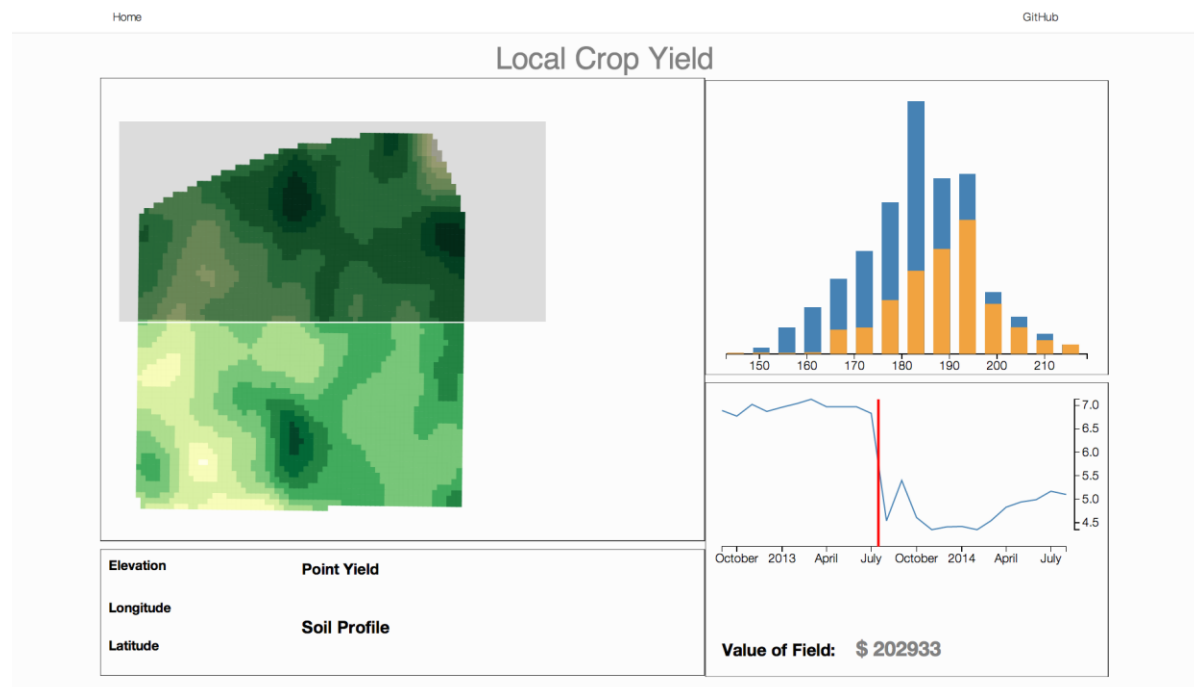 Home GitHub
Local Crop Yield
150 160 170 180 190 200 210
7.0
6.5
6.0
5.5
5.0
4.5
October 2013 April July October 2014 April July
Elevation
Point Yield
Longitude
Soil Profile
Latitude
Value of Field: $ 202933